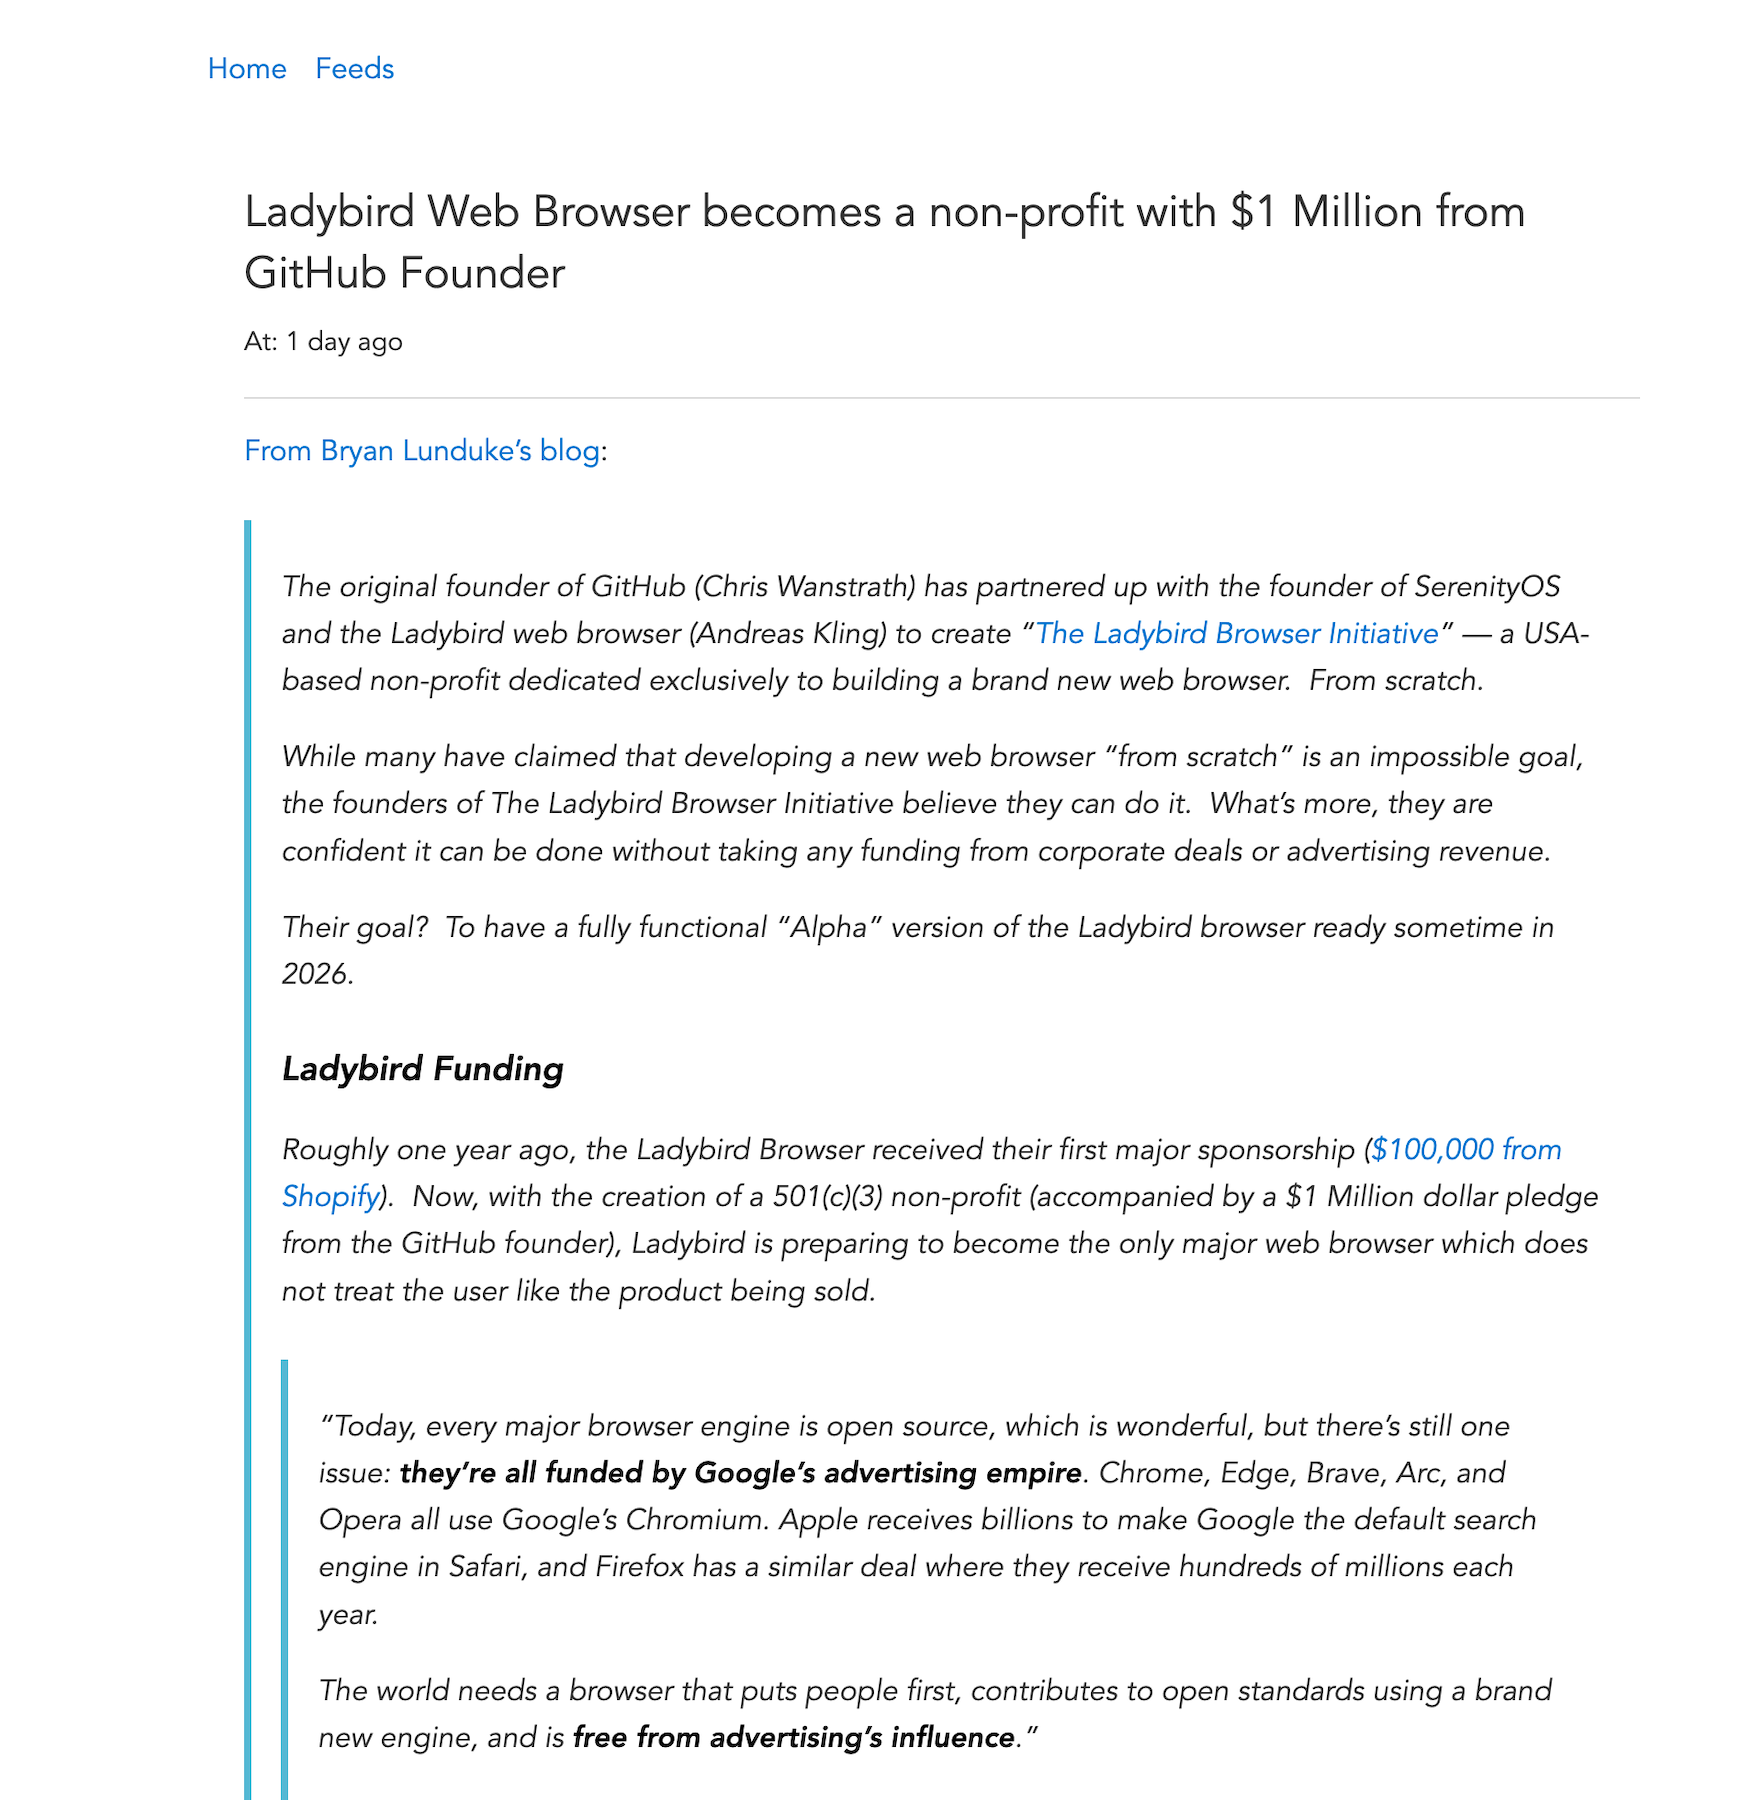 Home Feeds
Ladybird Web Browser becomes a non-profit with $1 Million from
GitHub Founder
At: 1 day ago
From Bryan Lunduke’s blog:
The original founder of GitHub (Chris Wanstrath) has partnered up with the founder of SerenityOS
and the Ladybird web browser (Andreas Kling) to create “The Ladybird Browser Initiative” — a USA-
based non-profit dedicated exclusively to building a brand new web browser.  From scratch.
While many have claimed that developing a new web browser “from scratch” is an impossible goal,
the founders of The Ladybird Browser Initiative believe they can do it.  What’s more, they are
confident it can be done without taking any funding from corporate deals or advertising revenue.
Their goal?  To have a fully functional “Alpha” version of the Ladybird browser ready sometime in
2026.
Ladybird Funding
Roughly one year ago, the Ladybird Browser received their first major sponsorship ($100,000 from
Shopify).  Now, with the creation of a 501(c)(3) non-profit (accompanied by a $1 Million dollar pledge
from the GitHub founder), Ladybird is preparing to become the only major web browser which does
not treat the user like the product being sold.
“Today, every major browser engine is open source, which is wonderful, but there’s still one
issue: they’re all funded by Google’s advertising empire. Chrome, Edge, Brave, Arc, and
Opera all use Google’s Chromium. Apple receives billions to make Google the default search
engine in Safari, and Firefox has a similar deal where they receive hundreds of millions each
year.
The world needs a browser that puts people first, contributes to open standards using a brand
new engine, and is free from advertising’s influence.”